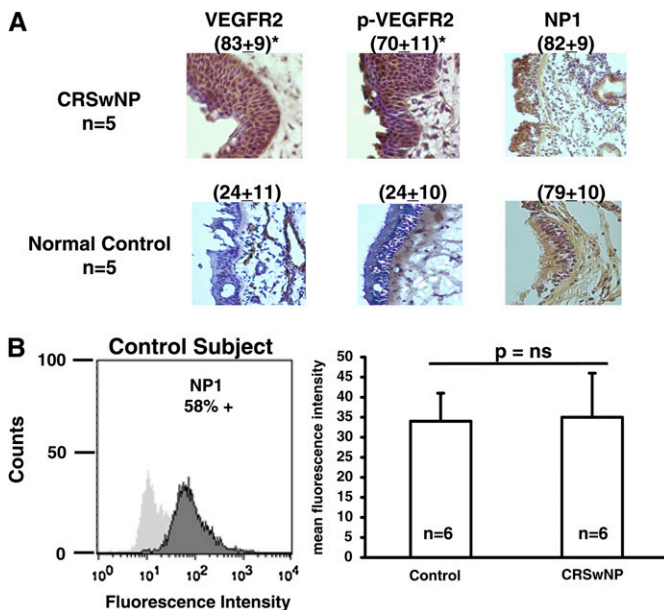 A
VEGFR2
(83±9)*
p-VEGFR2
(70±11)*
NP1
(82±9)
CRSwNP
n=5
(24±11)
(24±10)
(79±10)
Normal Control
n=5
B
Control Subject
100
50
0
Counts
NP1
58% +
10⁰ 10¹ 10² 10³ 10⁴
Fluorescence Intensity
mean fluorescence intensity
50
45
40
35
30
25
20
15
10
5
0
p = ns
n=6
n=6
Control
CRSwNP